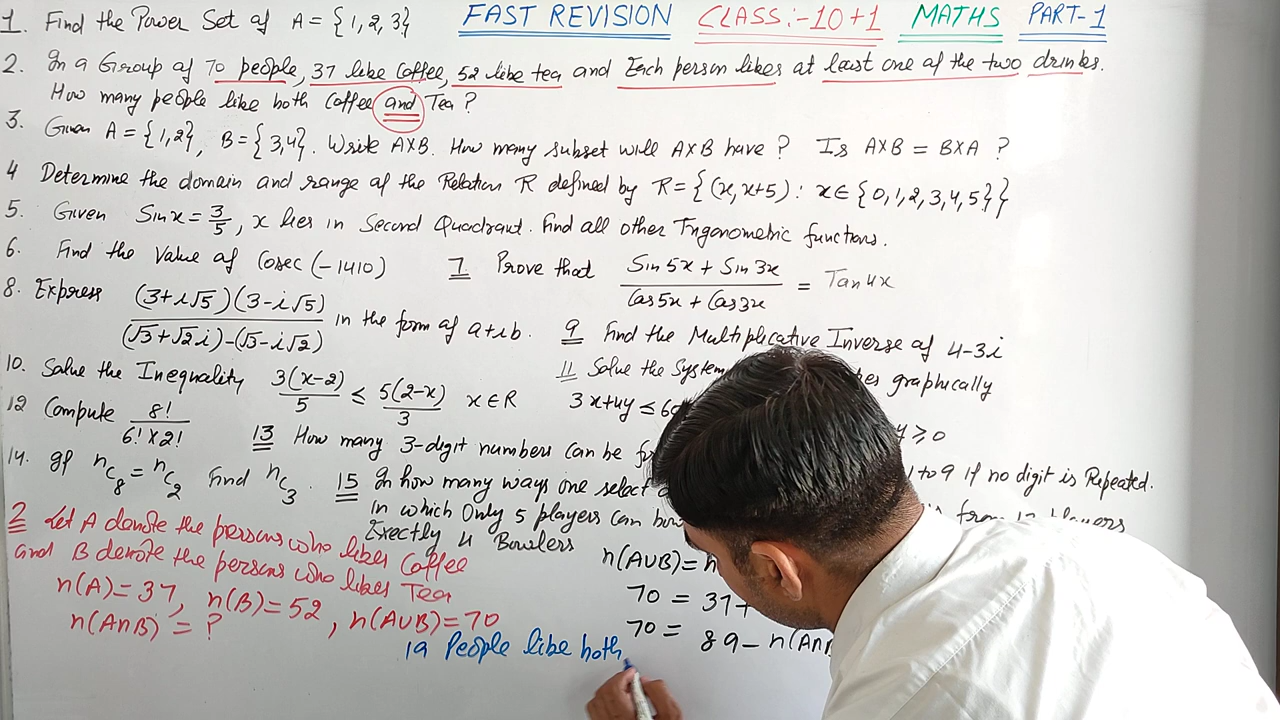 1. Find the Power Set of A = {1,2,3} FAST REVISION CLASS:-10+1 MATHS PART-1
2. In a Group of 70 people, 37 like Coffee, 52 like tea and Each person likes at least one of the two drinks.
How many people like both Coffee and Tea ?
3. Given A = {1,2}, B = {3,4}. Write A×B. How many subset will A×B have ? Is A×B = B×A ?
4 Determine the domain and range of the Relation R defined by R = {(x, x+5) : x ∈ {0,1,2,3,4,5}}
5. Given Sin x = 3/5, x lies in Second Quadrant. Find all other Trigonometric functions.
6. Find the Value of Cosec (-1410) 7. Prove that (Sin 5x + Sin 3x)/(Cos 5x + Cos 3x) = Tan 4x
8. Express (3+i√5)(3-i√5)/(√3+√2i)-(√3-i√2) in the form of a+ib. 9 Find the Multiplicative Inverse of 4-3i
10. Solve the Inequality 3(x-2)/5 ≤ 5(2-x)/3 x ∈ R 11 Solve the System graphically
3x+4y ≤ 60 ≥ 0
12 Compute 8!/6!×2! 13 How many 3-digit numbers can be 1 to 9 if no digit is Repeated.
14. If nC8 = nC2 Find nC3. 15 In how many ways one select from players
in which Only 5 players can
Exectly 4 Bowlers
2 Let A denote the persons who likes Coffee
and B denote the persons who likes Tea
n(A) = 37, n(B) = 52, n(A∪B) = 70
n(A∩B) = ?
n(A∪B) = n
70 = 37+
70 = 89 - n(A∩
19 People like both